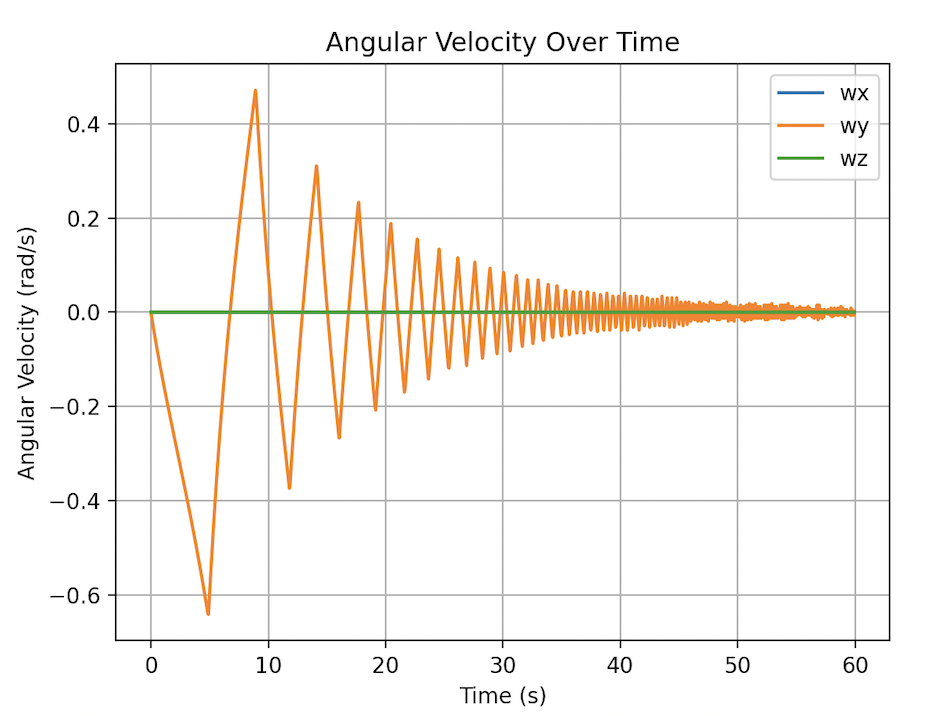 Angular Velocity Over Time
wx
wy
wz
Angular Velocity (rad/s)
0.4
0.2
0.0
−0.2
−0.4
−0.6
0 10 20 30 40 50 60
Time (s)